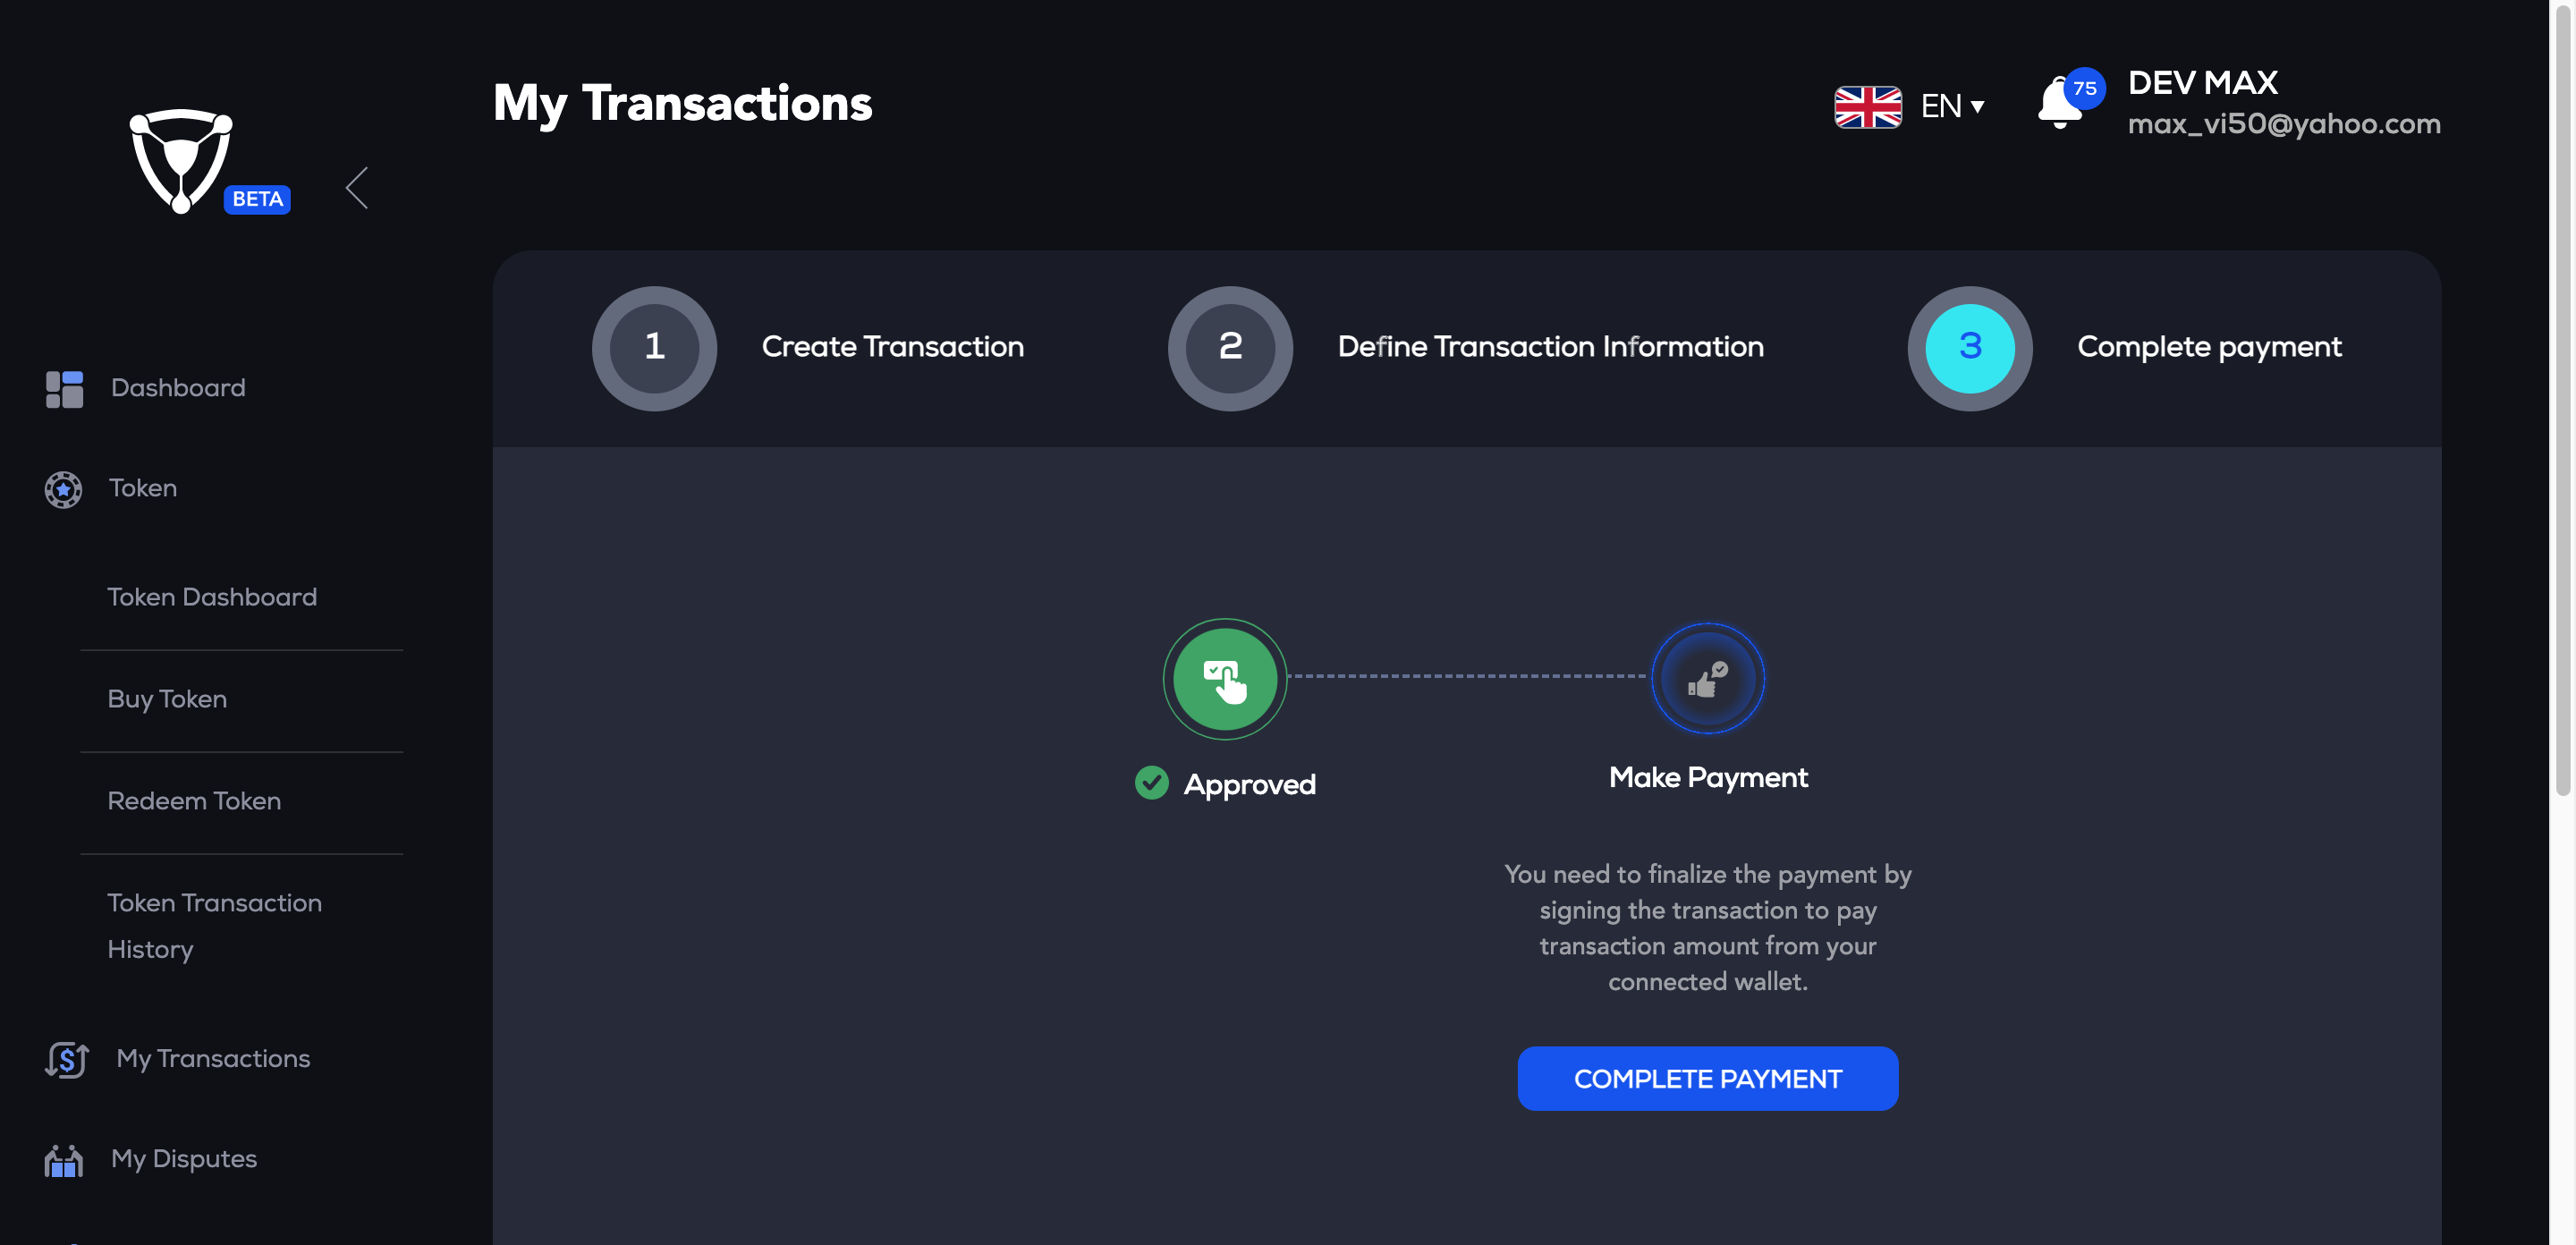 My Transactions
EN
75
DEV MAX
max_vi50@yahoo.com
BETA
1
Create Transaction
2
Define Transaction Information
3
Complete payment
Dashboard
Token
Token Dashboard
Buy Token
Redeem Token
Token Transaction
History
My Transactions
My Disputes
Approved
Make Payment
You need to finalize the payment by
signing the transaction to pay
transaction amount from your
connected wallet.
COMPLETE PAYMENT